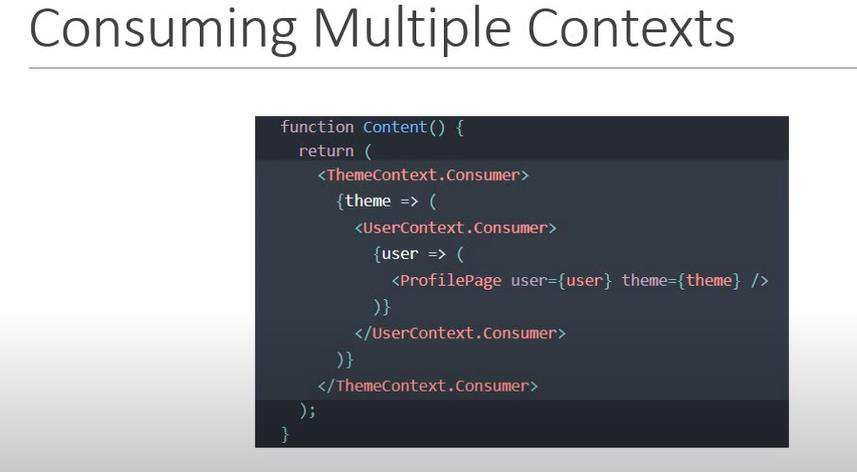 Consuming Multiple Contexts
function Content() {
return (
<ThemeContext.Consumer>
{theme => (
<UserContext.Consumer>
{user => (
<ProfilePage user={user} theme={theme} />
)}
</UserContext.Consumer>
)}
</ThemeContext.Consumer>
);
}